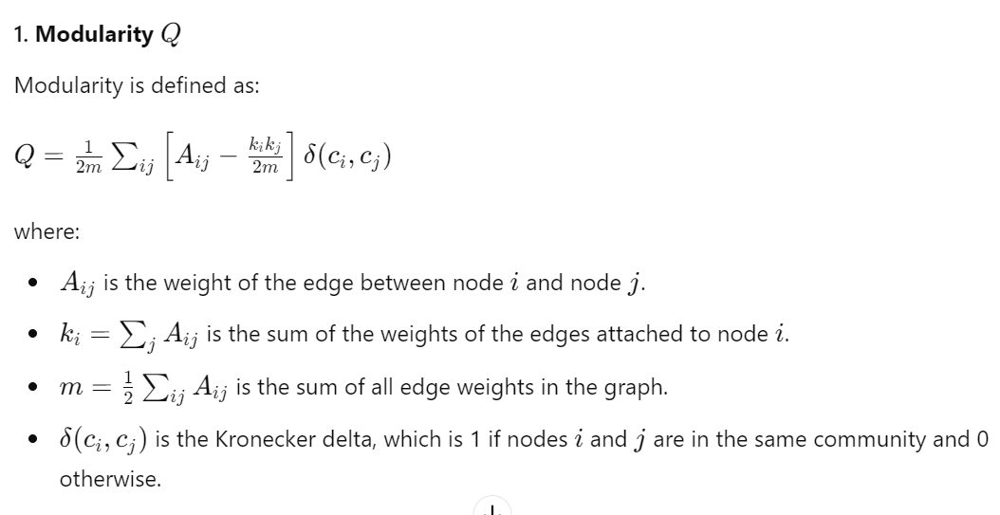 1. Modularity Q
Modularity is defined as:
Q = \frac{1}{2m} \sum_{ij} \left[ A_{ij} - \frac{k_i k_j}{2m} \right] \delta(c_i, c_j)
where:
• A_{ij} is the weight of the edge between node i and node j.
• k_i = \sum_j A_{ij} is the sum of the weights of the edges attached to node i.
• m = \frac{1}{2} \sum_{ij} A_{ij} is the sum of all edge weights in the graph.
• \delta(c_i, c_j) is the Kronecker delta, which is 1 if nodes i and j are in the same community and 0
otherwise.